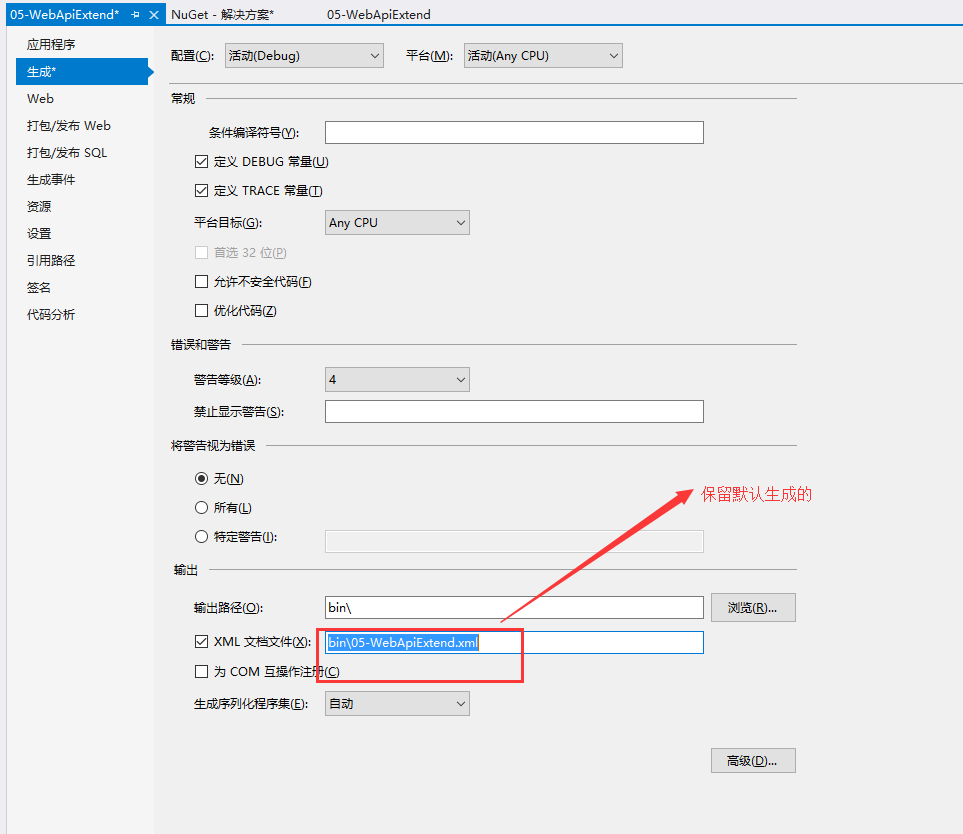 05-WebApiExtend* NuGet - 解决方案* 05-WebApiExtend
应用程序
生成*
Web
打包/发布 Web
打包/发布 SQL
生成事件
资源
设置
引用路径
签名
代码分析
配置(C): 活动(Debug) 平台(M): 活动(Any CPU)
常规
条件编译符号(Y):
定义 DEBUG 常量(U)
定义 TRACE 常量(T)
平台目标(G): Any CPU
首选 32 位(P)
允许不安全代码(F)
优化代码(Z)
错误和警告
警告等级(A): 4
禁止显示警告(S):
将警告视为错误
无(N)
保留默认生成的
所有(L)
特定警告(I):
输出
输出路径(O): bin\ 浏览(R)...
XML 文档文件(X): bin\05-WebApiExtend.xml
为 COM 互操作注册(C)
生成序列化程序集(E): 自动
高级(D)...